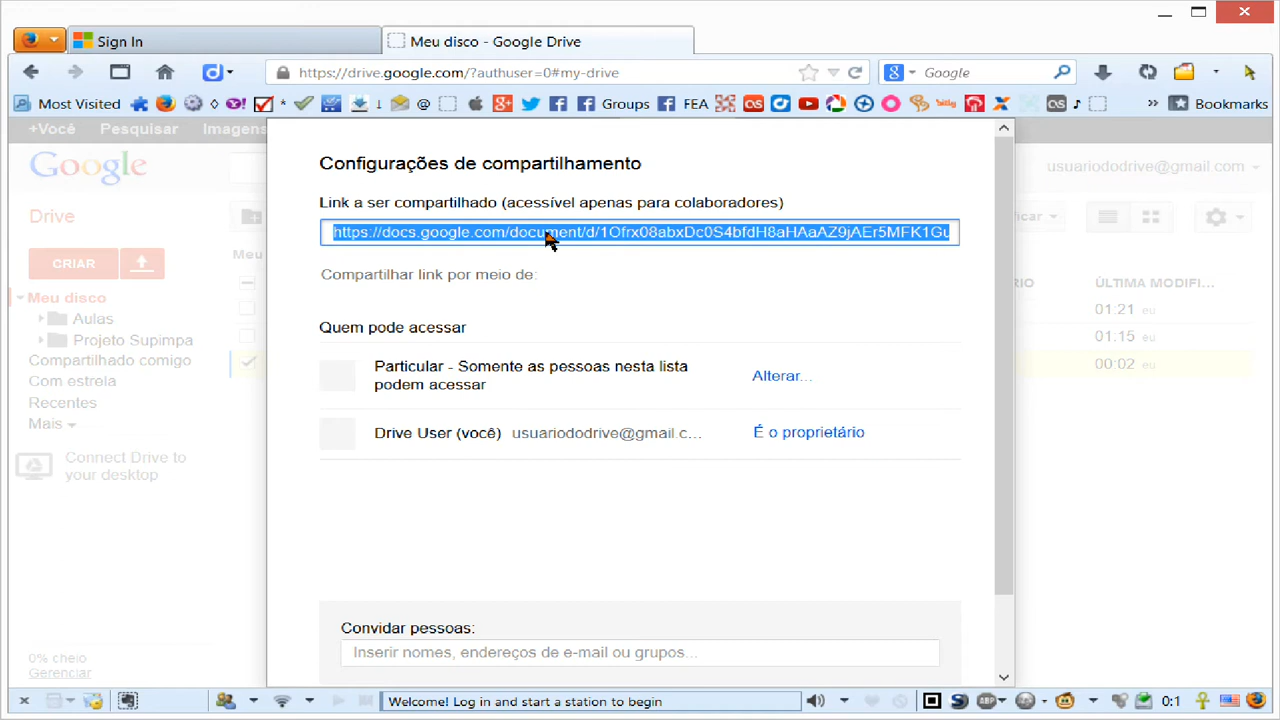 Sign In
Meu disco - Google Drive
https://drive.google.com/?authuser=0#my-drive
Google
Most Visited
Groups
FEA
Bookmarks
+Você Pesquisar Imagens
Google
usuariododrive@gmail.com
Drive
CRIAR
Meu disco
Aulas
Projeto Supimpa
Compartilhado comigo
Com estrela
Recentes
Mais
Connect Drive to
your desktop
0% cheio
Gerenciar
Meu
Configurações de compartilhamento
Link a ser compartilhado (acessível apenas para colaboradores)
https://docs.google.com/document/d/1Ofrx08abxDc0S4bfdH8aHAaAZ9jAEr5MFK1Gu
Compartilhar link por meio de:
Quem pode acessar
Particular - Somente as pessoas nesta lista
podem acessar
Alterar...
Drive User (você) usuariododrive@gmail.c...
É o proprietário
Convidar pessoas:
Inserir nomes, endereços de e-mail ou grupos...
ÚLTIMA MODIFI...
01:21 eu
01:15 eu
00:02 eu
Welcome! Log in and start a station to begin
0:1